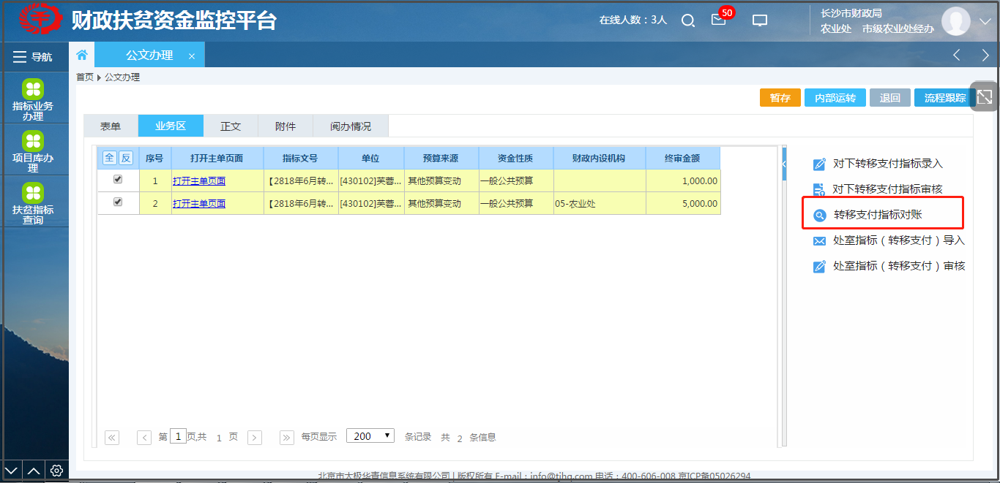 财政扶贫资金监控平台
在线人数：3人
50
长沙市财政局
农业处 市级农业处经办
导航
公文办理 ×
首页 公文办理
指标业务
办理
项目库办
理
扶贫指标
查询
暂存 内部运转 退回 流程跟踪
表单 业务区 正文 附件 阅办情况
全 反 序号 打开主单页面 指标文号 单位 预算来源 资金性质 财政内设机构 终审金额
1 打开主单页面 【2818年6月转... [430102]芙蓉... 其他预算变动 一般公共预算 1,000.00
2 打开主单页面 【2818年6月转... [430102]芙蓉... 其他预算变动 一般公共预算 05-农业处 5,000.00
对下转移支付指标录入
对下转移支付指标审核
转移支付指标对账
处室指标（转移支付）导入
处室指标（转移支付）审核
第 1 页,共 1 页 每页显示 200 条记录 共 2 条信息
北京市太极华青信息系统有限公司 | 版权所有 E-mail：info@tjhq.com 电话：400-606-008 京ICP备05026294